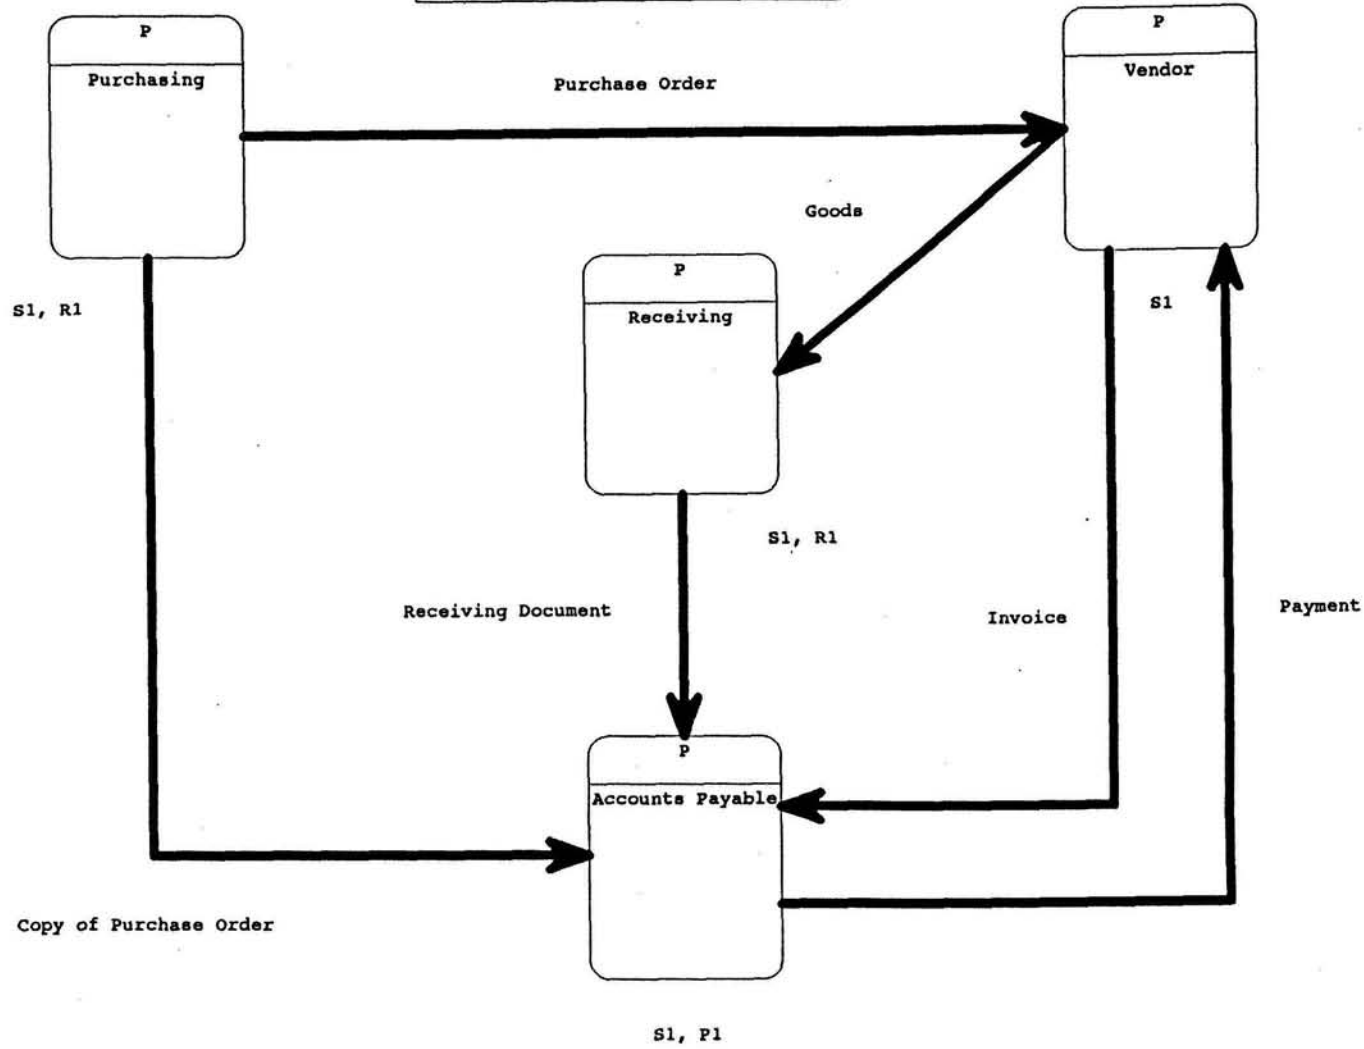 P
P
Purchasing
Vendor
Purchase Order
Goods
P
Receiving
S1, R1
S1
S1, R1
Receiving Document
Invoice
Payment
P
Accounts Payable
Copy of Purchase Order
S1, P1